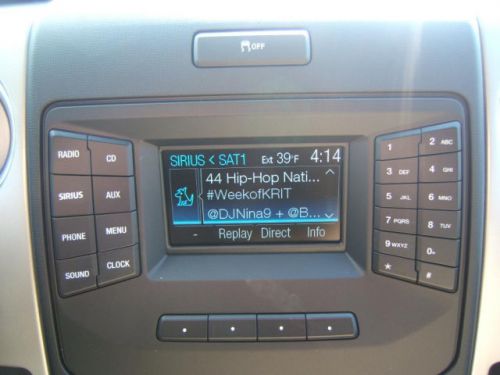 OFF
RADIO CD
SIRIUS AUX
PHONE MENU
SOUND CLOCK
SIRIUS < SAT1 Ext 39°F 4:14
44 Hip-Hop Nati...
#WeekofKRIT
@DJNina9 + @B...
- Replay Direct Info
1 2 ABC
3 DEF 4 GHI
5 JKL 6 MNO
7 PQRS 8 TUV
9 WXYZ 0
* #